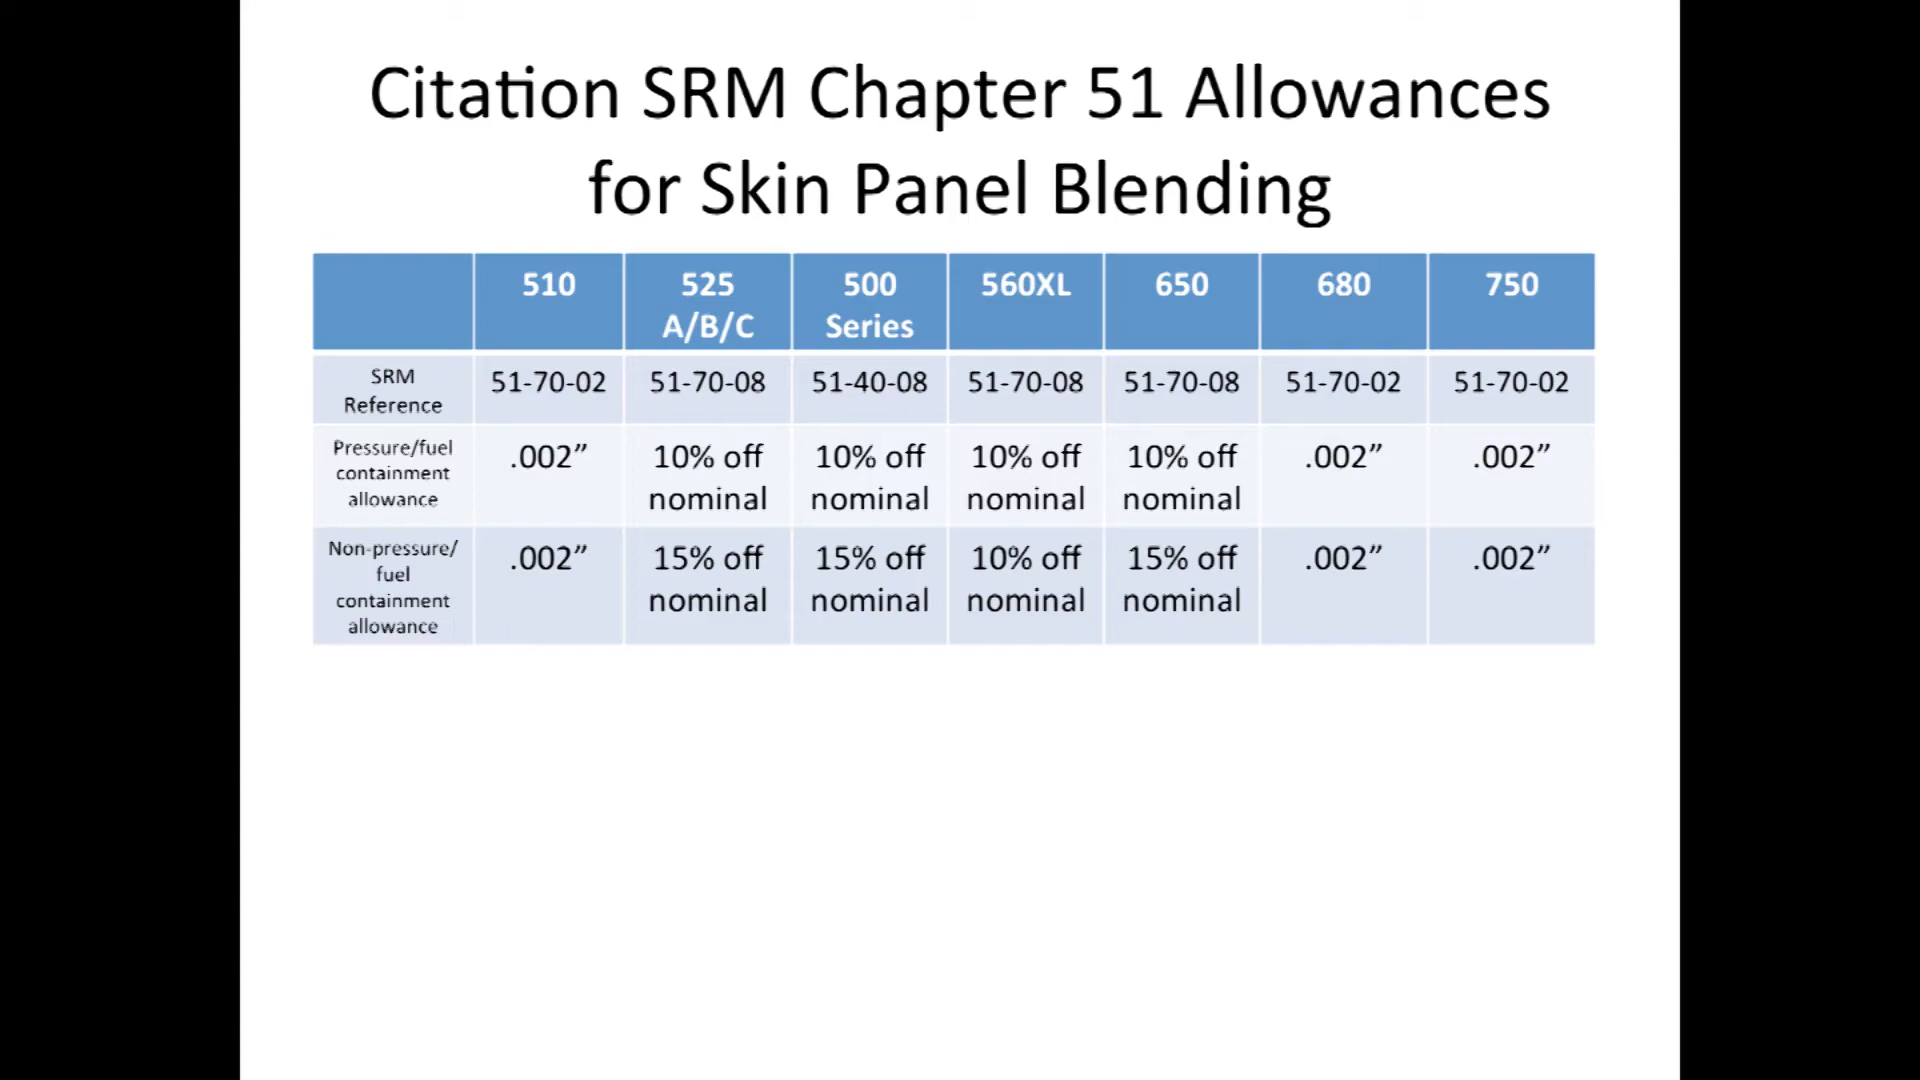 Citation SRM Chapter 51 Allowances
for Skin Panel Blending
510
525
A/B/C
500
Series
560XL
650
680
750
SRM
Reference
51-70-02
51-70-08
51-40-08
51-70-08
51-70-08
51-70-02
51-70-02
Pressure/fuel
containment
allowance
.002”
10% off
nominal
10% off
nominal
10% off
nominal
10% off
nominal
.002”
.002”
Non-pressure/
fuel
containment
allowance
.002”
15% off
nominal
15% off
nominal
10% off
nominal
15% off
nominal
.002”
.002”